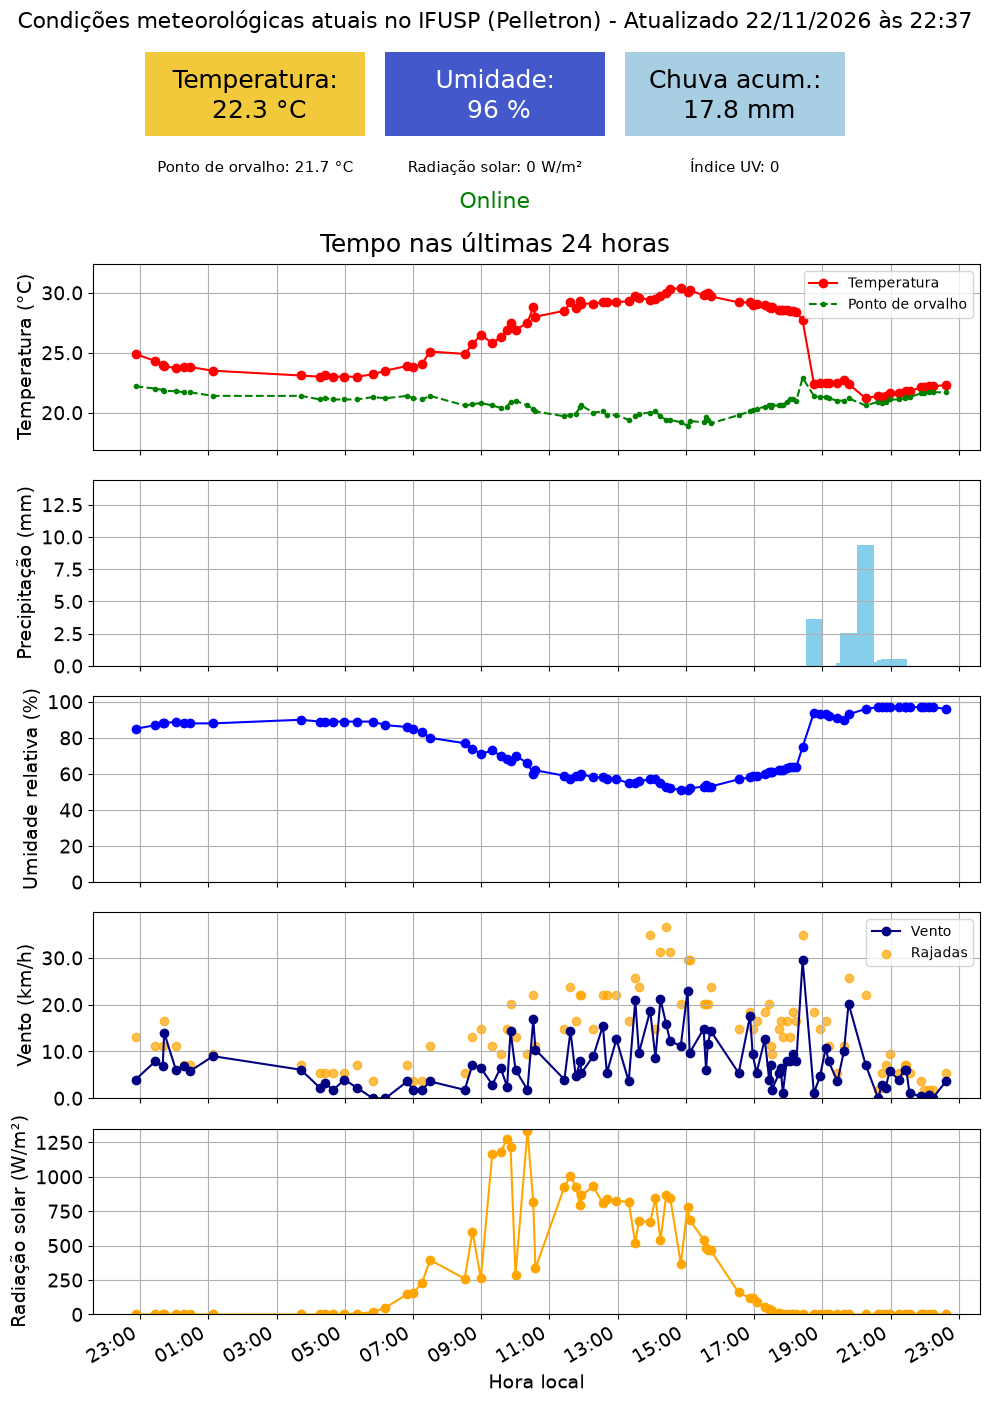 Condições meteorológicas atuais no IFUSP (Pelletron) - Atualizado 22/11/2026 às 22:37
Temperatura:
22.3 °C
Umidade:
96 %
Chuva acum.:
17.8 mm
Ponto de orvalho: 21.7 °C
Radiação solar: 0 W/m²
Índice UV: 0
Online
Tempo nas últimas 24 horas
Temperatura (°C)
30.0
25.0
20.0
Temperatura
Ponto de orvalho
Precipitação (mm)
12.5
10.0
7.5
5.0
2.5
0.0
Umidade relativa (%)
100
80
60
40
20
0
Vento (km/h)
30.0
20.0
10.0
0.0
Vento
Rajadas
Radiação solar (W/m²)
1250
1000
750
500
250
0
23:00
01:00
03:00
05:00
07:00
09:00
11:00
13:00
15:00
17:00
19:00
21:00
23:00
Hora local